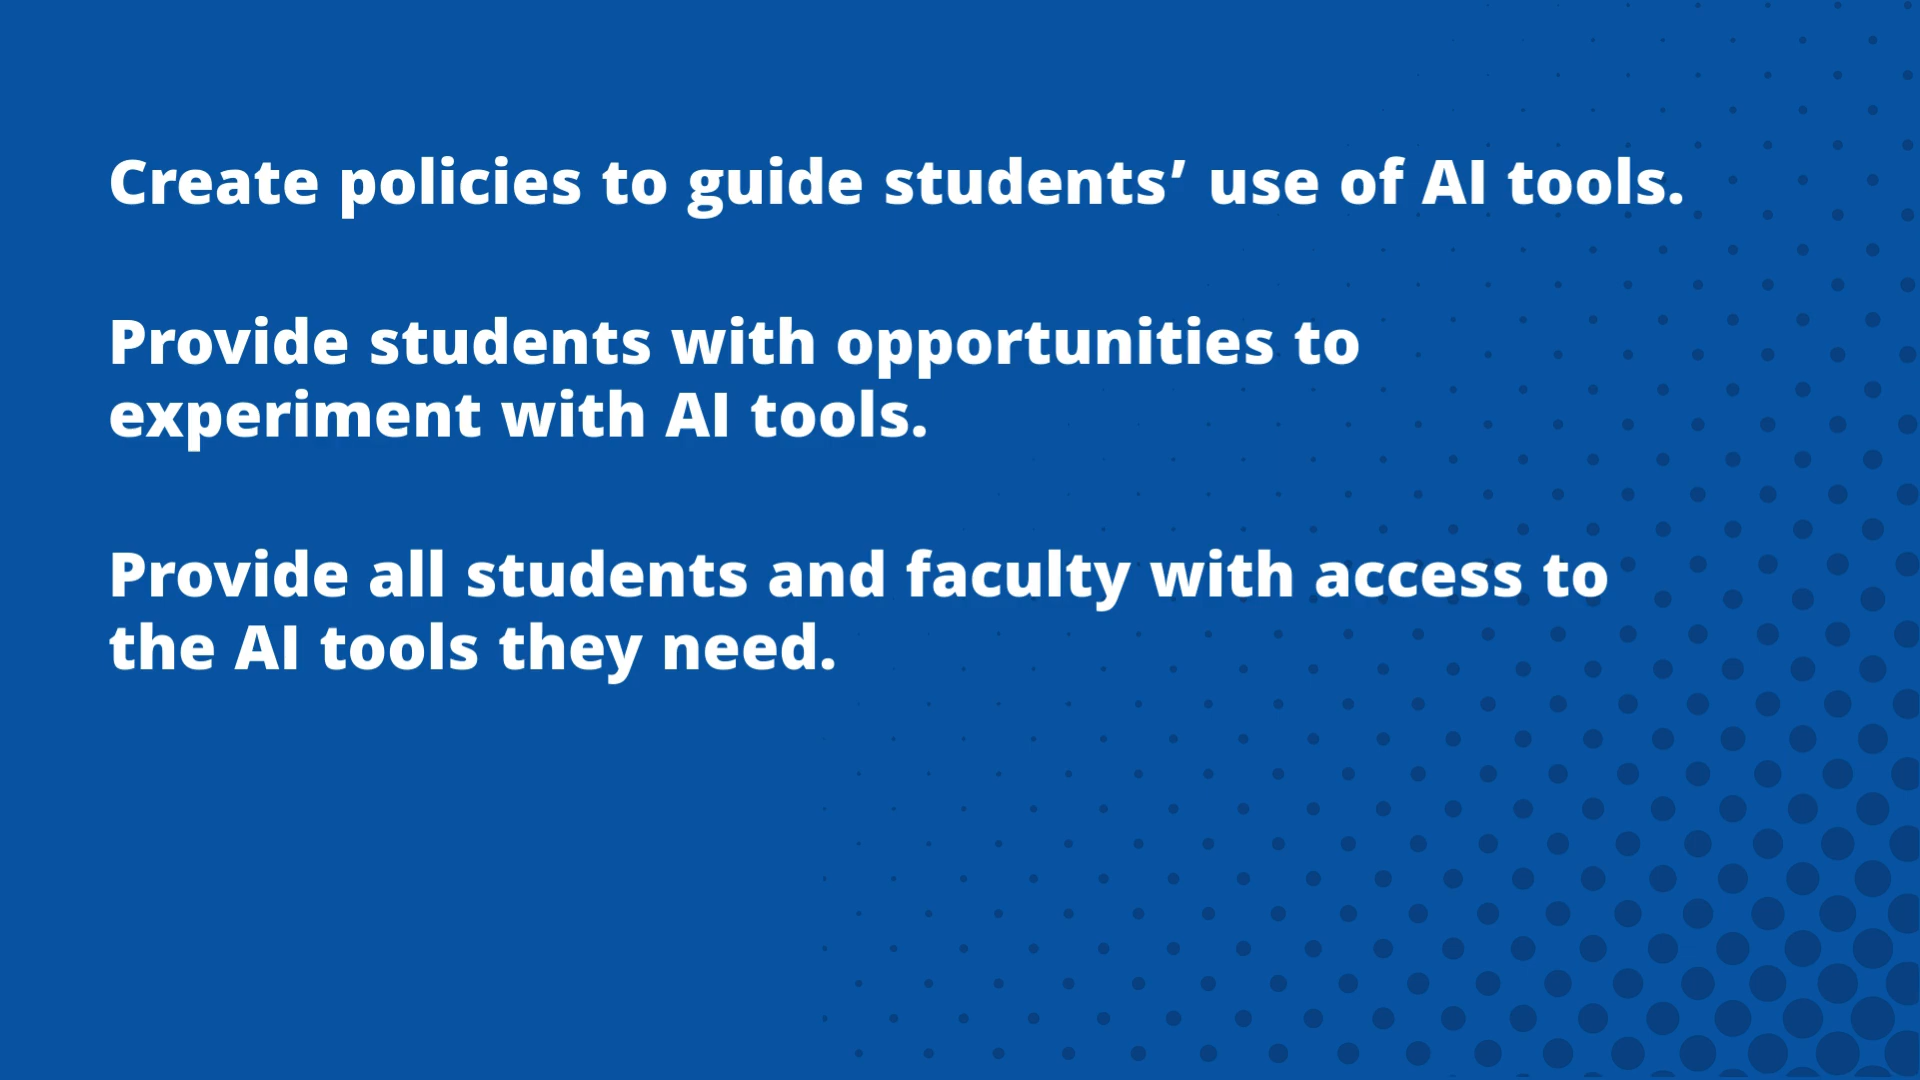 Create policies to guide students’ use of AI tools.
Provide students with opportunities to
experiment with AI tools.
Provide all students and faculty with access to
the AI tools they need.